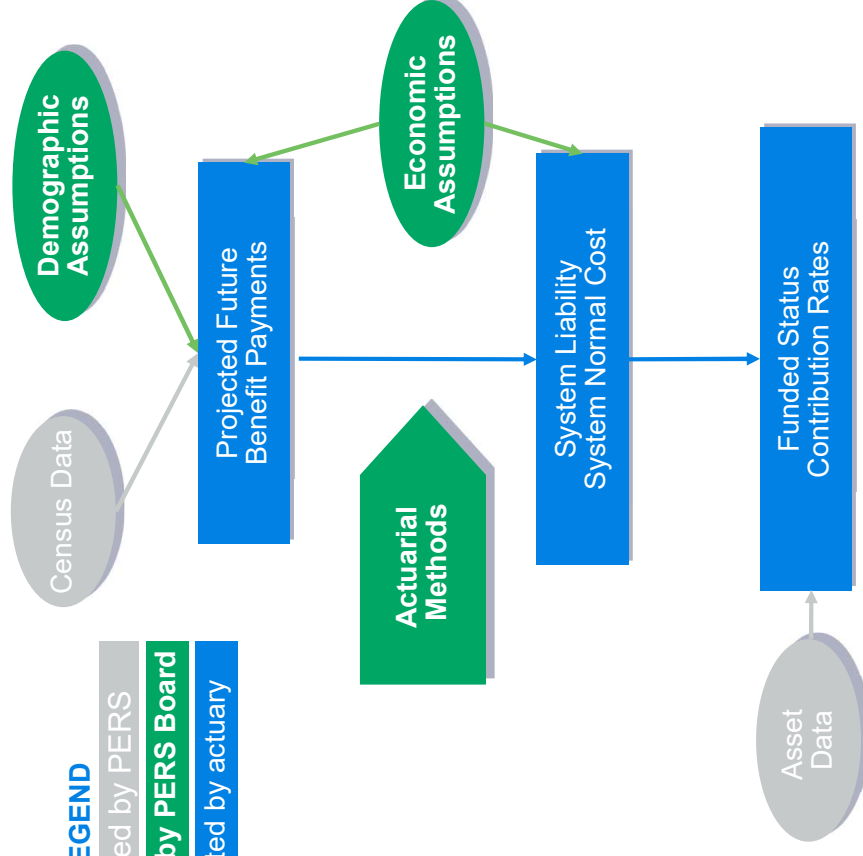 EGEND
ed by PERS
by PERS Board
ted by actuary
Census Data
Demographic
Assumptions
Projected Future
Benefit Payments
Actuarial
Methods
Economic
Assumptions
System Liability
System Normal Cost
Asset
Data
Funded Status
Contribution Rates